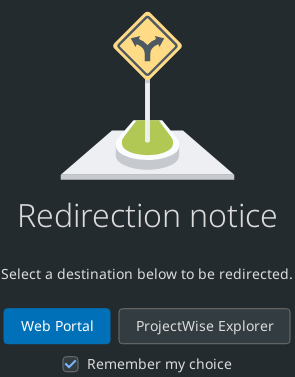 Redirection notice
Select a destination below to be redirected.
Web Portal
ProjectWise Explorer
Remember my choice